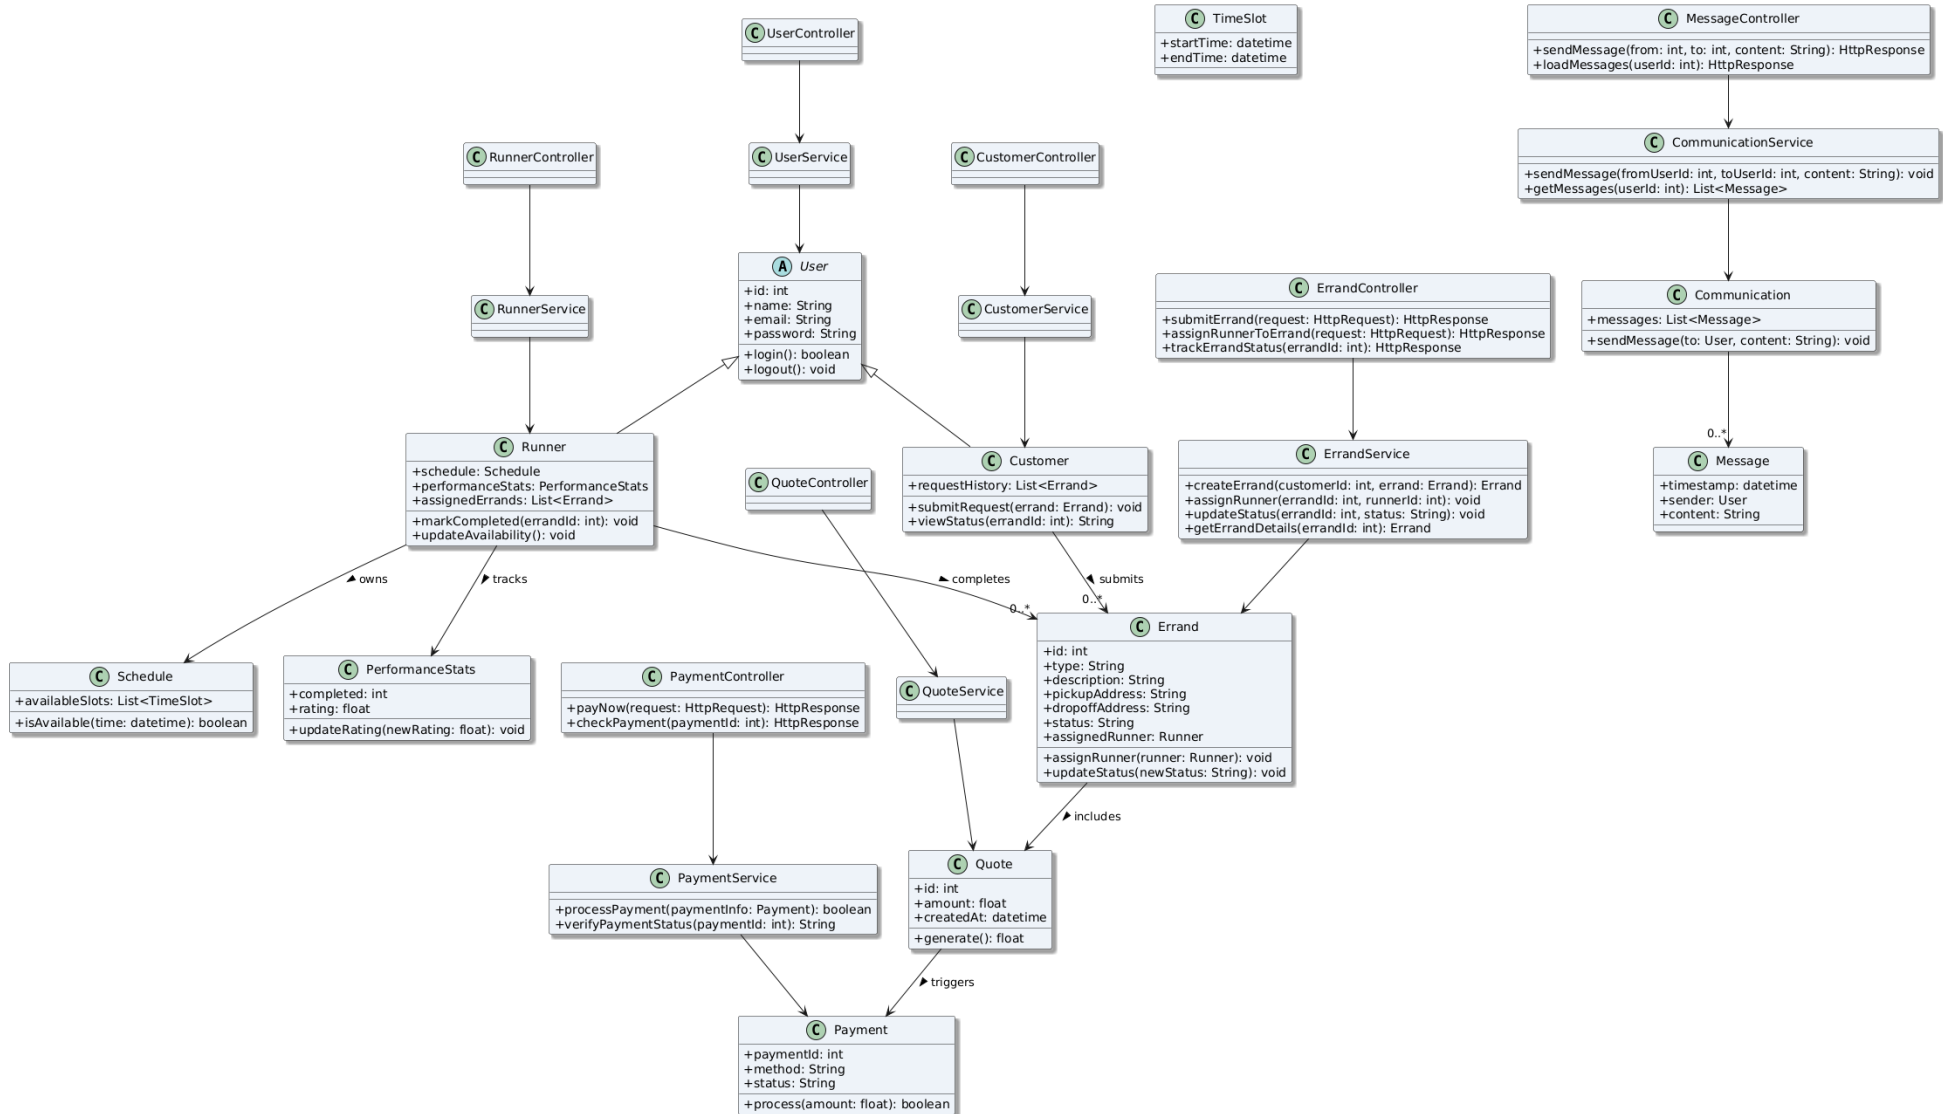 C UserController
C TimeSlot
+startTime: datetime
+endTime: datetime
C MessageController
+sendMessage(from: int, to: int, content: String): HttpResponse
+loadMessages(userId: int): HttpResponse
C RunnerController
C UserService
C CustomerController
C CommunicationService
+sendMessage(fromUserId: int, toUserId: int, content: String): void
+getMessages(userId: int): List<Message>
C RunnerService
A User
+id: int
+name: String
+email: String
+password: String
+login(): boolean
+logout(): void
C CustomerService
C ErrandController
+submitErrand(request: HttpRequest): HttpResponse
+assignRunnerToErrand(request: HttpRequest): HttpResponse
+trackErrandStatus(errandId: int): HttpResponse
C Communication
+messages: List<Message>
+sendMessage(to: User, content: String): void
0..*
C Runner
+schedule: Schedule
+performanceStats: PerformanceStats
+assignedErrands: List<Errand>
+markCompleted(errandId: int): void
+updateAvailability(): void
C QuoteController
C Customer
+requestHistory: List<Errand>
+submitRequest(errand: Errand): void
+viewStatus(errandId: int): String
C ErrandService
+createErrand(customerId: int, errand: Errand): Errand
+assignRunner(errandId: int, runnerId: int): void
+updateStatus(errandId: int, status: String): void
+getErrandDetails(errandId: int): Errand
C Message
+timestamp: datetime
+sender: User
+content: String
owns
tracks
completes
submits
0..*
0..*
C Schedule
+availableSlots: List<TimeSlot>
+isAvailable(time: datetime): boolean
C PerformanceStats
+completed: int
+rating: float
+updateRating(newRating: float): void
C PaymentController
+payNow(request: HttpRequest): HttpResponse
+checkPayment(paymentId: int): HttpResponse
C QuoteService
C Errand
+id: int
+type: String
+description: String
+pickupAddress: String
+dropoffAddress: String
+status: String
+assignedRunner: Runner
+assignRunner(runner: Runner): void
+updateStatus(newStatus: String): void
includes
C PaymentService
+processPayment(paymentInfo: Payment): boolean
+verifyPaymentStatus(paymentId: int): String
C Quote
+id: int
+amount: float
+createdAt: datetime
+generate(): float
triggers
C Payment
+paymentId: int
+method: String
+status: String
+process(amount: float): boolean